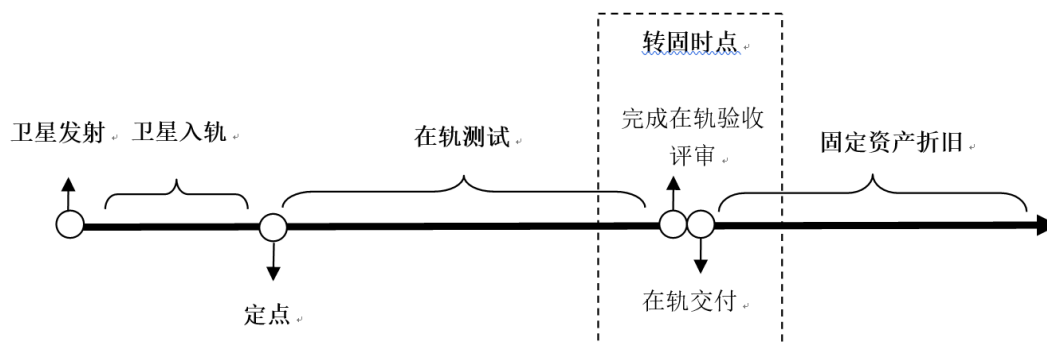 转固时点
卫星发射
卫星入轨
在轨测试
完成在轨验收
评审
固定资产折旧
定点
在轨交付